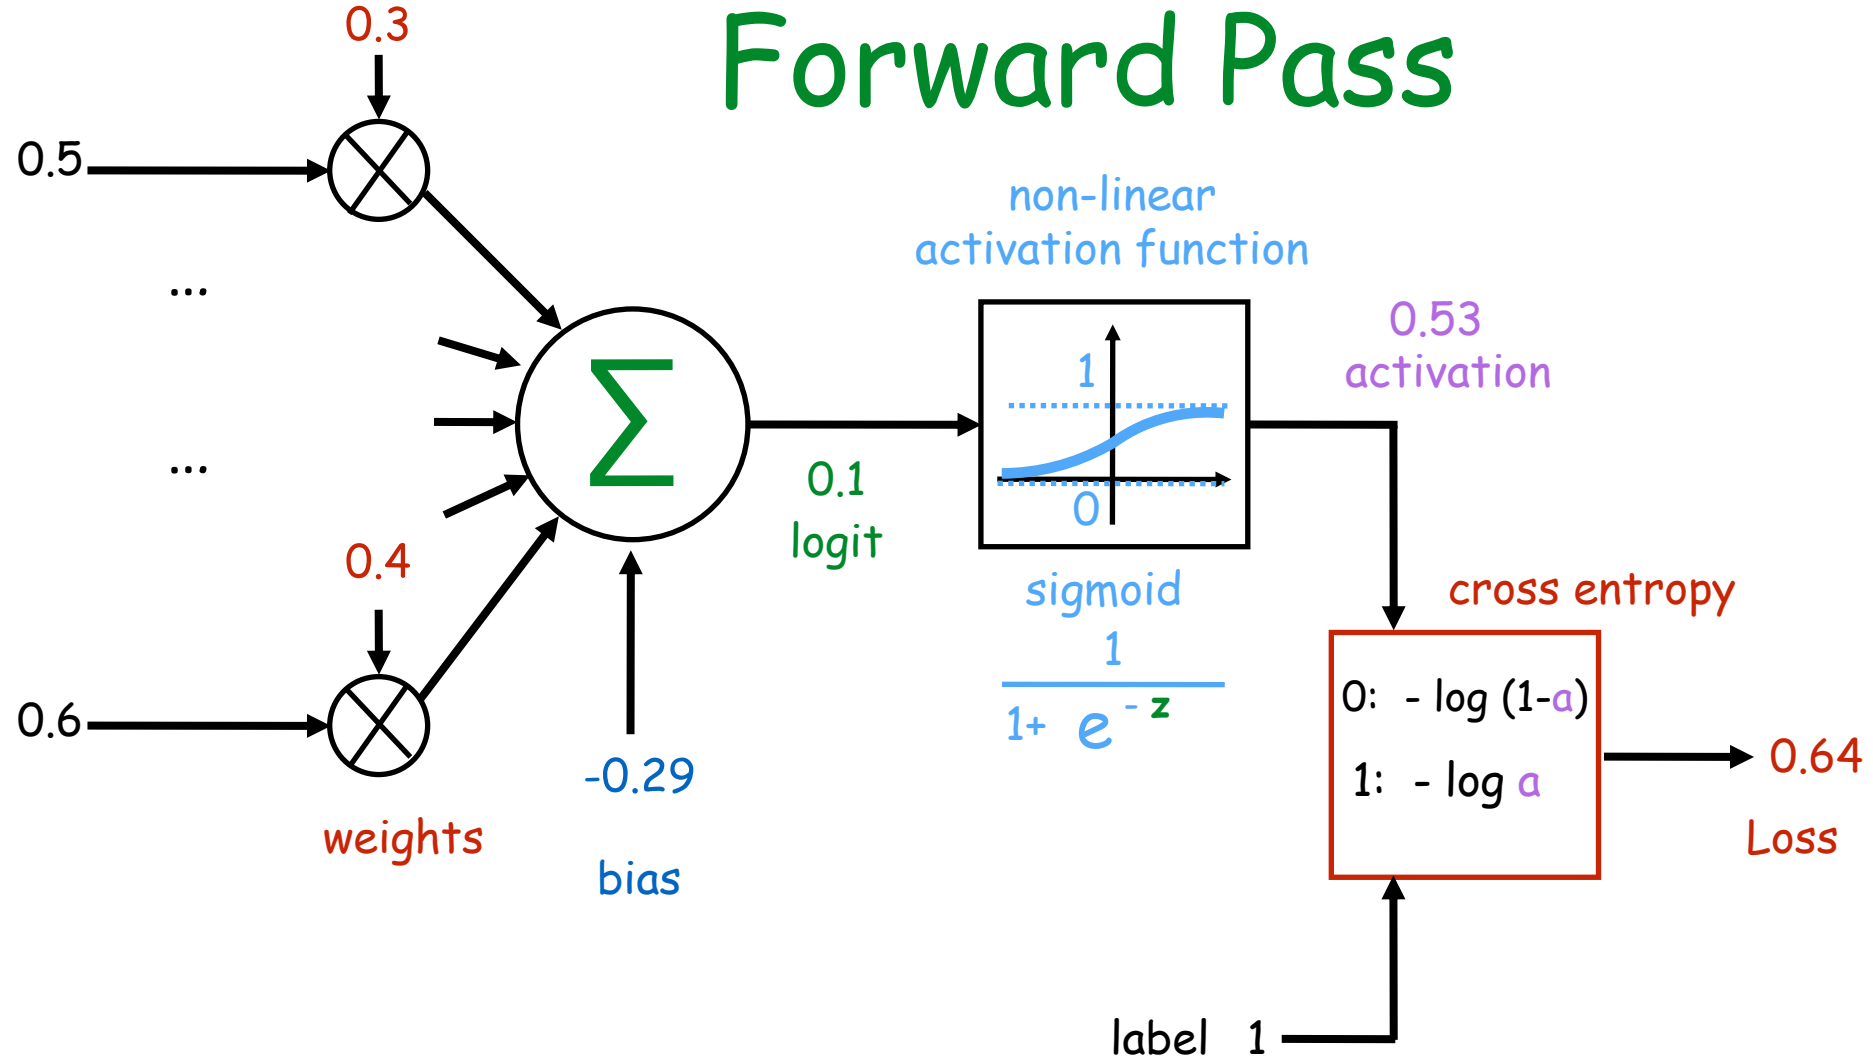 Forward Pass
0.3
0.5
...
...
0.4
0.6
weights
Σ
-0.29
bias
0.1
logit
non-linear
activation function
1
0
sigmoid
1
1+ e - z
0.53
activation
cross entropy
0: - log (1-a)
1: - log a
0.64
Loss
label 1